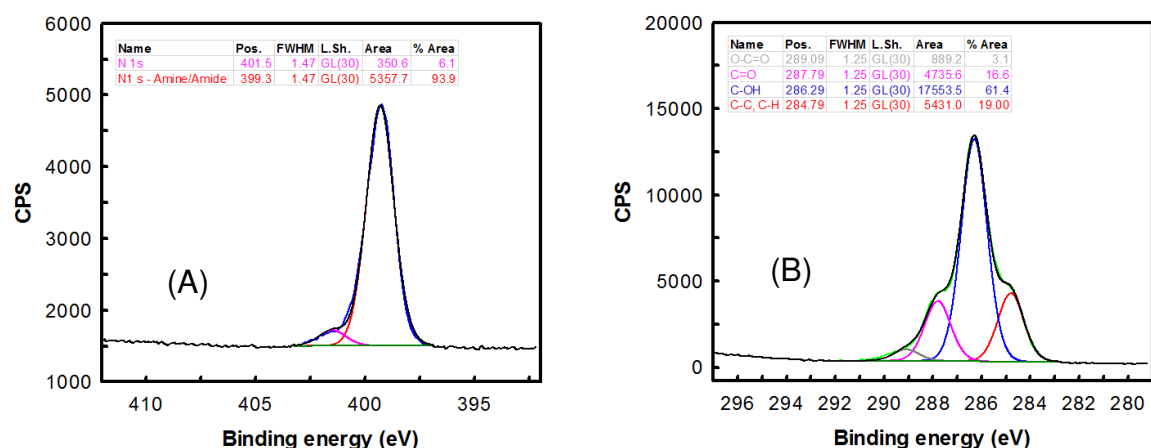 6000
5000
4000
3000
2000
1000
CPS
Name Pos. FWHM L.Sh. Area % Area
N 1s 401.5 1.47 GL(30) 350.6 6.1
N1 s - Amine/Amide 399.3 1.47 GL(30) 5357.7 93.9
(A)
410 405 400 395
Binding energy (eV)
20000
15000
10000
5000
0
CPS
Name Pos. FWHM L.Sh. Area % Area
O-C=O 289.09 1.25 GL(30) 889.2 3.1
C=O 287.79 1.25 GL(30) 4735.6 16.6
C-OH 286.29 1.25 GL(30) 17553.5 61.4
C-C, C-H 284.79 1.25 GL(30) 5431.0 19.00
(B)
296 294 292 290 288 286 284 282 280
Binding energy (eV)